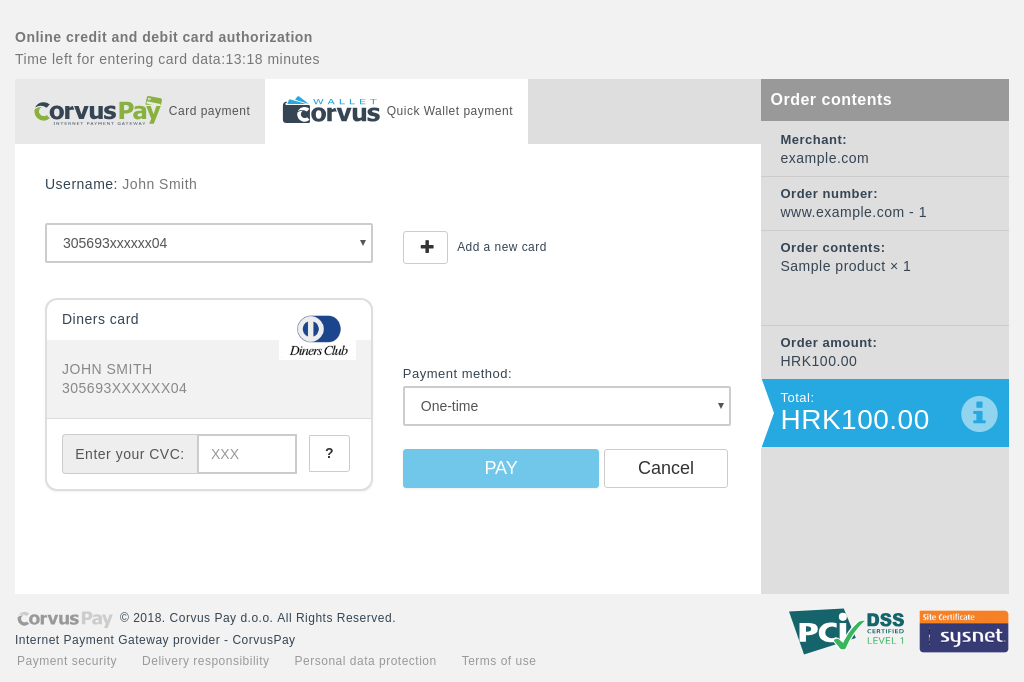 Online credit and debit card authorization
Time left for entering card data:13:18 minutes
CorvusPay
INTERNET PAYMENT GATEWAY
Card payment
WALLET
corvus
Quick Wallet payment
Username: John Smith
305693xxxxxx04
Add a new card
Diners card
Diners Club
JOHN SMITH
305693XXXXXX04
Enter your CVC: XXX ?
Payment method:
One-time
PAY Cancel
Order contents
Merchant:
example.com
Order number:
www.example.com - 1
Order contents:
Sample product × 1
Order amount:
HRK100.00
Total:
HRK100.00
CorvusPay © 2018. Corvus Pay d.o.o. All Rights Reserved.
Internet Payment Gateway provider - CorvusPay
Payment security Delivery responsibility Personal data protection Terms of use
PCi DSS
CERTIFIED
LEVEL 1
Site Certificate
sysnet